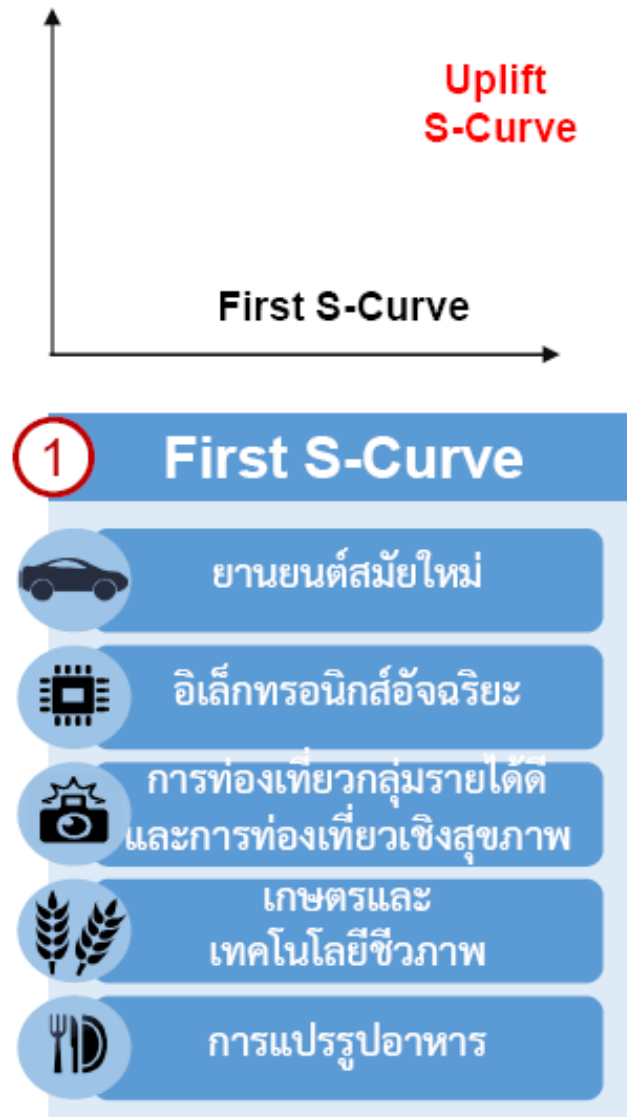 Uplift
S-Curve
First S-Curve
1
First S-Curve
ยานยนต์สมัยใหม่
อิเล็กทรอนิกส์อัจฉริยะ
การท่องเที่ยวกลุ่มรายได้ดี
และการท่องเที่ยวเชิงสุขภาพ
เกษตรและ
เทคโนโลยีชีวภาพ
การแปรรูปอาหาร